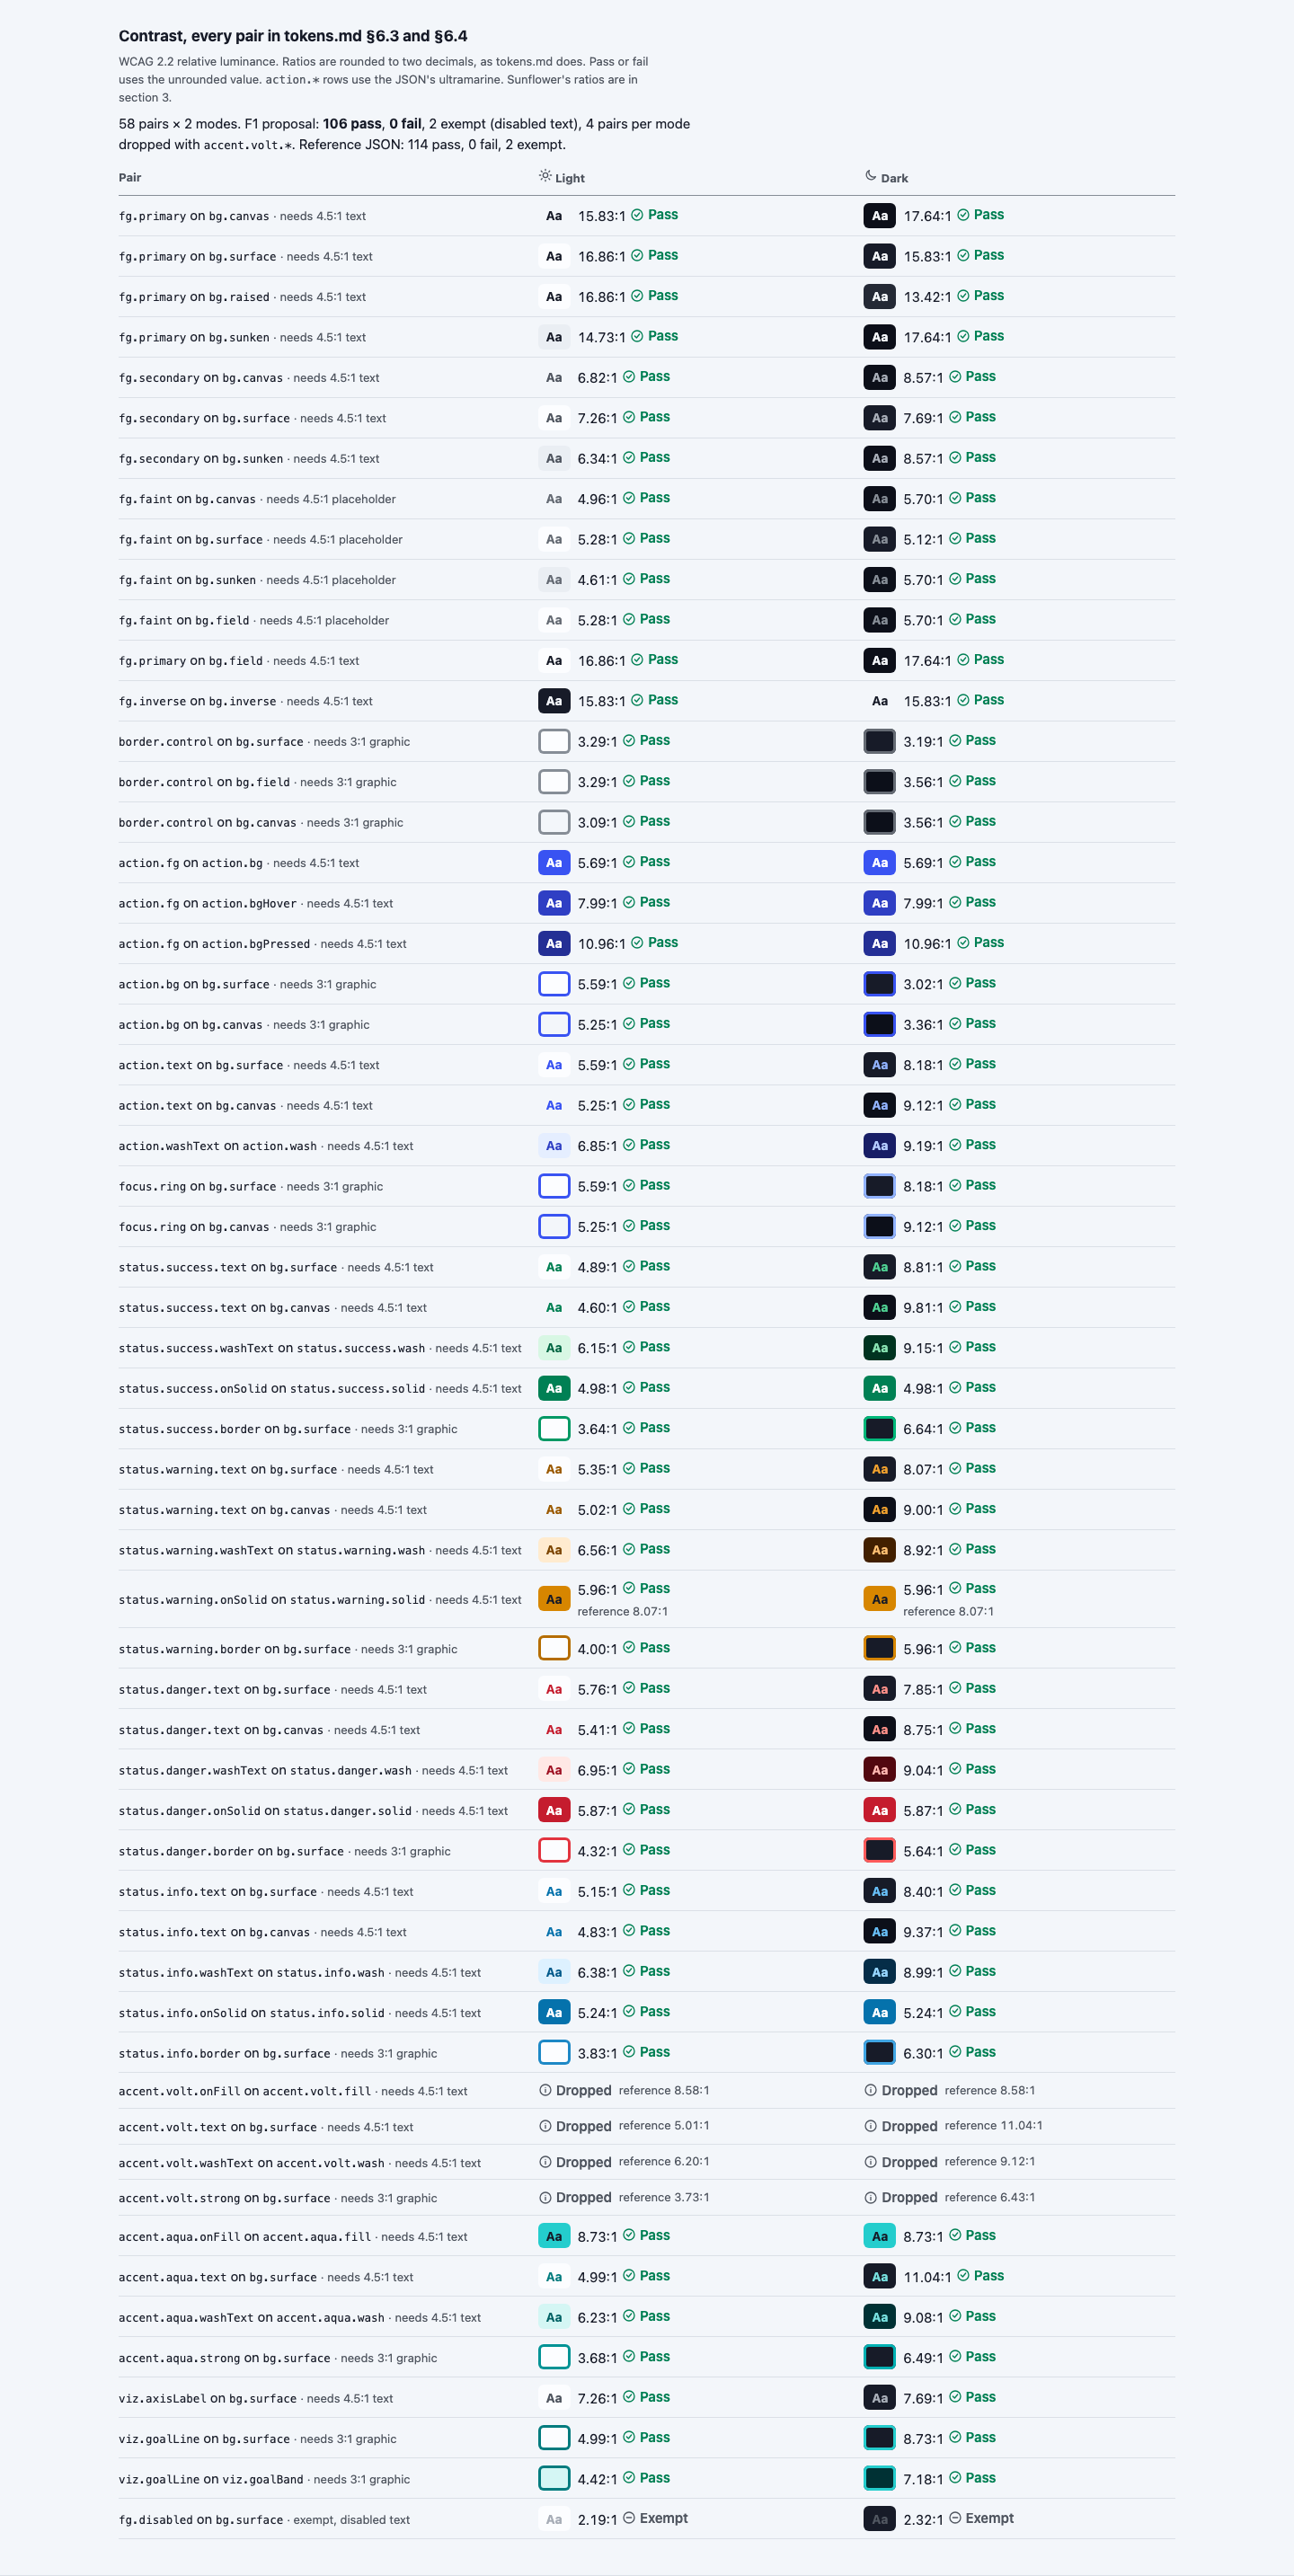 Contrast, every pair in tokens.md §6.3 and §6.4
WCAG 2.2 relative luminance. Ratios are rounded to two decimals, as tokens.md does. Pass or fail
uses the unrounded value. action.* rows use the JSON's ultramarine. Sunflower's ratios are in
section 3.
58 pairs × 2 modes. F1 proposal: 106 pass, 0 fail, 2 exempt (disabled text), 4 pairs per mode
dropped with accent.volt.*. Reference JSON: 114 pass, 0 fail, 2 exempt.
Pair Light Dark
fg.primary on bg.canvas · needs 4.5:1 text Aa 15.83:1 Pass Aa 17.64:1 Pass
fg.primary on bg.surface · needs 4.5:1 text Aa 16.86:1 Pass Aa 15.83:1 Pass
fg.primary on bg.raised · needs 4.5:1 text Aa 16.86:1 Pass Aa 13.42:1 Pass
fg.primary on bg.sunken · needs 4.5:1 text Aa 14.73:1 Pass Aa 17.64:1 Pass
fg.secondary on bg.canvas · needs 4.5:1 text Aa 6.82:1 Pass Aa 8.57:1 Pass
fg.secondary on bg.surface · needs 4.5:1 text Aa 7.26:1 Pass Aa 7.69:1 Pass
fg.secondary on bg.sunken · needs 4.5:1 text Aa 6.34:1 Pass Aa 8.57:1 Pass
fg.faint on bg.canvas · needs 4.5:1 placeholder Aa 4.96:1 Pass Aa 5.70:1 Pass
fg.faint on bg.surface · needs 4.5:1 placeholder Aa 5.28:1 Pass Aa 5.12:1 Pass
fg.faint on bg.sunken · needs 4.5:1 placeholder Aa 4.61:1 Pass Aa 5.70:1 Pass
fg.faint on bg.field · needs 4.5:1 placeholder Aa 5.28:1 Pass Aa 5.70:1 Pass
fg.primary on bg.field · needs 4.5:1 text Aa 16.86:1 Pass Aa 17.64:1 Pass
fg.inverse on bg.inverse · needs 4.5:1 text Aa 15.83:1 Pass Aa 15.83:1 Pass
border.control on bg.surface · needs 3:1 graphic 3.29:1 Pass 3.19:1 Pass
border.control on bg.field · needs 3:1 graphic 3.29:1 Pass 3.56:1 Pass
border.control on bg.canvas · needs 3:1 graphic 3.09:1 Pass 3.56:1 Pass
action.fg on action.bg · needs 4.5:1 text Aa 5.69:1 Pass Aa 5.69:1 Pass
action.fg on action.bgHover · needs 4.5:1 text Aa 7.99:1 Pass Aa 7.99:1 Pass
action.fg on action.bgPressed · needs 4.5:1 text Aa 10.96:1 Pass Aa 10.96:1 Pass
action.bg on bg.surface · needs 3:1 graphic 5.59:1 Pass 3.02:1 Pass
action.bg on bg.canvas · needs 3:1 graphic 5.25:1 Pass 3.36:1 Pass
action.text on bg.surface · needs 4.5:1 text Aa 5.59:1 Pass Aa 8.18:1 Pass
action.text on bg.canvas · needs 4.5:1 text Aa 5.25:1 Pass Aa 9.12:1 Pass
action.washText on action.wash · needs 4.5:1 text Aa 6.85:1 Pass Aa 9.19:1 Pass
focus.ring on bg.surface · needs 3:1 graphic 5.59:1 Pass 8.18:1 Pass
focus.ring on bg.canvas · needs 3:1 graphic 5.25:1 Pass 9.12:1 Pass
status.success.text on bg.surface · needs 4.5:1 text Aa 4.89:1 Pass Aa 8.81:1 Pass
status.success.text on bg.canvas · needs 4.5:1 text Aa 4.60:1 Pass Aa 9.81:1 Pass
status.success.washText on status.success.wash · needs 4.5:1 text Aa 6.15:1 Pass Aa 9.15:1 Pass
status.success.onSolid on status.success.solid · needs 4.5:1 text Aa 4.98:1 Pass Aa 4.98:1 Pass
status.success.border on bg.surface · needs 3:1 graphic 3.64:1 Pass 6.64:1 Pass
status.warning.text on bg.surface · needs 4.5:1 text Aa 5.35:1 Pass Aa 8.07:1 Pass
status.warning.text on bg.canvas · needs 4.5:1 text Aa 5.02:1 Pass Aa 9.00:1 Pass
status.warning.washText on status.warning.wash · needs 4.5:1 text Aa 6.56:1 Pass Aa 8.92:1 Pass
status.warning.onSolid on status.warning.solid · needs 4.5:1 text Aa 5.96:1 Pass Aa 5.96:1 Pass
reference 8.07:1 reference 8.07:1
status.warning.border on bg.surface · needs 3:1 graphic 4.00:1 Pass 5.96:1 Pass
status.danger.text on bg.surface · needs 4.5:1 text Aa 5.76:1 Pass Aa 7.85:1 Pass
status.danger.text on bg.canvas · needs 4.5:1 text Aa 5.41:1 Pass Aa 8.75:1 Pass
status.danger.washText on status.danger.wash · needs 4.5:1 text Aa 6.95:1 Pass Aa 9.04:1 Pass
status.danger.onSolid on status.danger.solid · needs 4.5:1 text Aa 5.87:1 Pass Aa 5.87:1 Pass
status.danger.border on bg.surface · needs 3:1 graphic 4.32:1 Pass 5.64:1 Pass
status.info.text on bg.surface · needs 4.5:1 text Aa 5.15:1 Pass Aa 8.40:1 Pass
status.info.text on bg.canvas · needs 4.5:1 text Aa 4.83:1 Pass Aa 9.37:1 Pass
status.info.washText on status.info.wash · needs 4.5:1 text Aa 6.38:1 Pass Aa 8.99:1 Pass
status.info.onSolid on status.info.solid · needs 4.5:1 text Aa 5.24:1 Pass Aa 5.24:1 Pass
status.info.border on bg.surface · needs 3:1 graphic 3.83:1 Pass 6.30:1 Pass
accent.volt.onFill on accent.volt.fill · needs 4.5:1 text Dropped reference 8.58:1 Dropped reference 8.58:1
accent.volt.text on bg.surface · needs 4.5:1 text Dropped reference 5.01:1 Dropped reference 11.04:1
accent.volt.washText on accent.volt.wash · needs 4.5:1 text Dropped reference 6.20:1 Dropped reference 9.12:1
accent.volt.strong on bg.surface · needs 3:1 graphic Dropped reference 3.73:1 Dropped reference 6.43:1
accent.aqua.onFill on accent.aqua.fill · needs 4.5:1 text Aa 8.73:1 Pass Aa 8.73:1 Pass
accent.aqua.text on bg.surface · needs 4.5:1 text Aa 4.99:1 Pass Aa 11.04:1 Pass
accent.aqua.washText on accent.aqua.wash · needs 4.5:1 text Aa 6.23:1 Pass Aa 9.08:1 Pass
accent.aqua.strong on bg.surface · needs 3:1 graphic 3.68:1 Pass 6.49:1 Pass
viz.axisLabel on bg.surface · needs 4.5:1 text Aa 7.26:1 Pass Aa 7.69:1 Pass
viz.goalLine on bg.surface · needs 3:1 graphic 4.99:1 Pass 8.73:1 Pass
viz.goalLine on viz.goalBand · needs 3:1 graphic 4.42:1 Pass 7.18:1 Pass
fg.disabled on bg.surface · exempt, disabled text Aa 2.19:1 Exempt Aa 2.32:1 Exempt